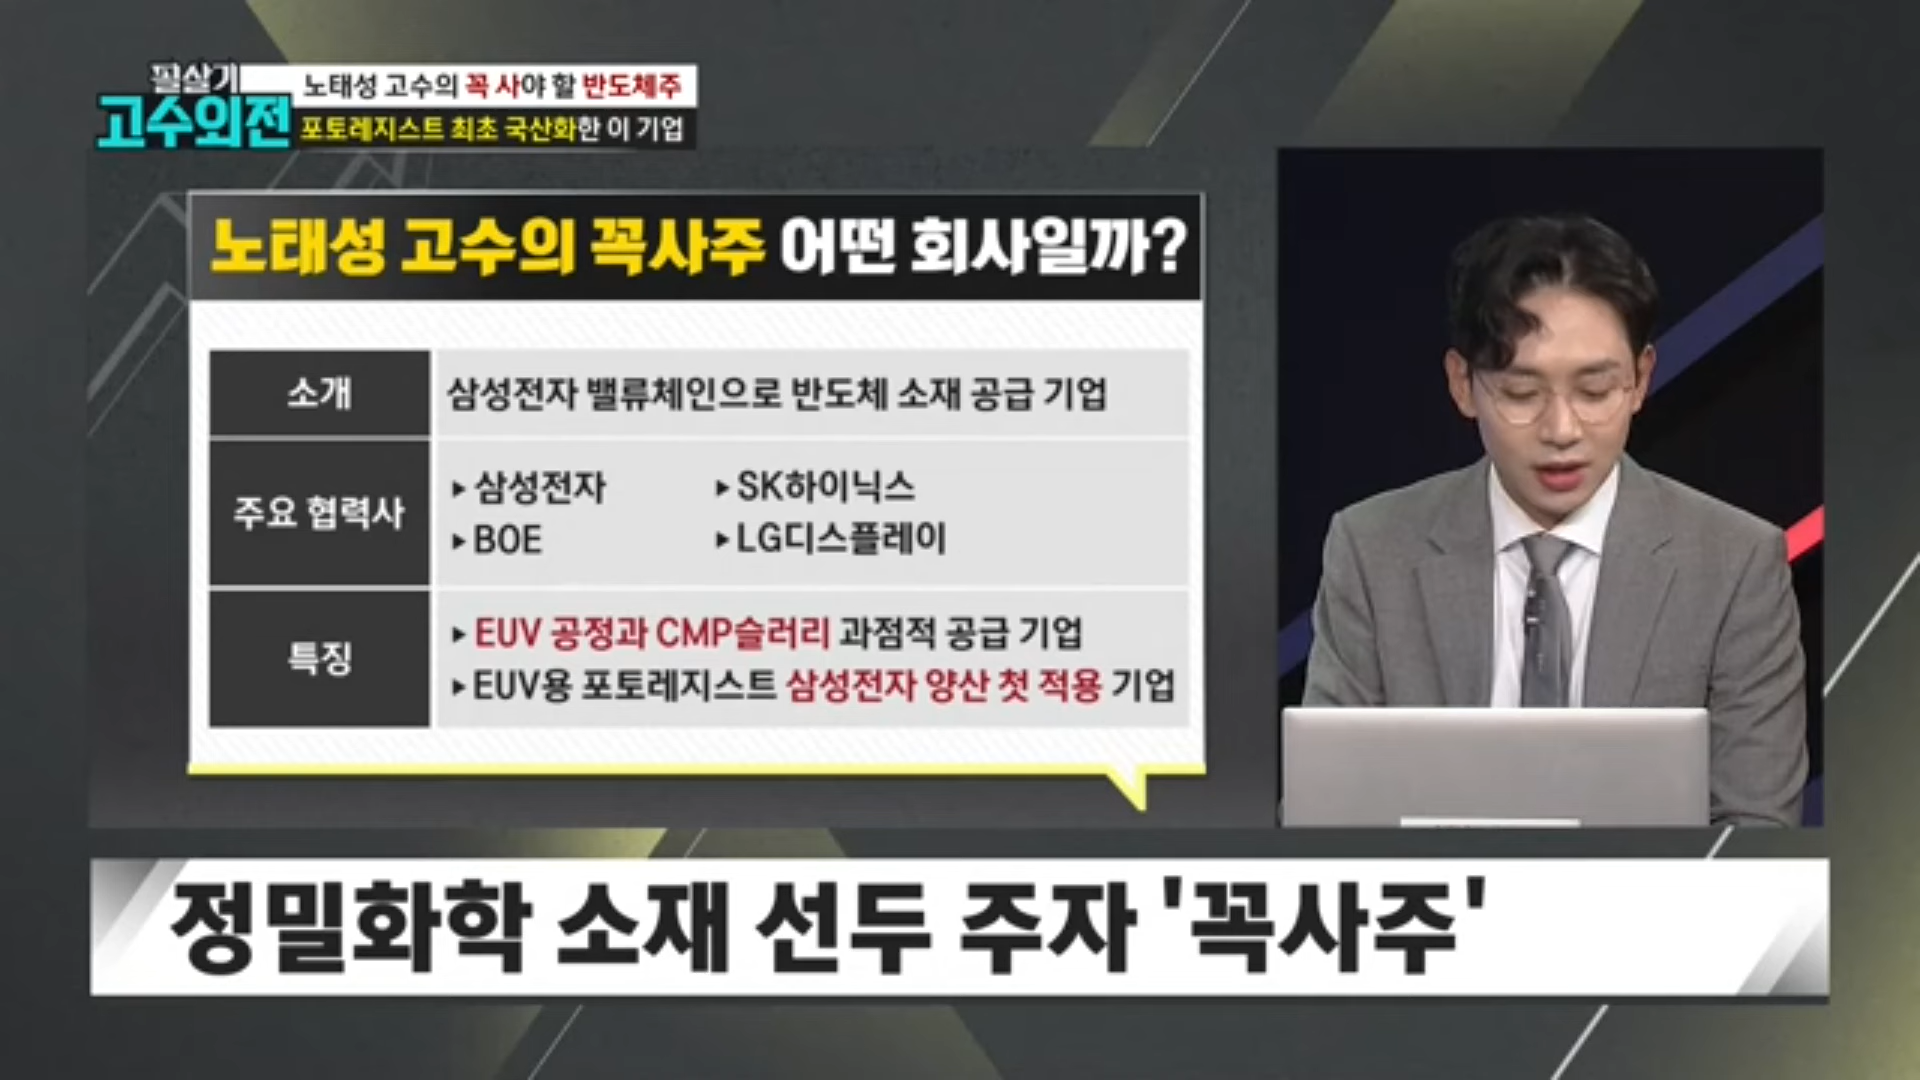 필살기
고수외전
노태성 고수의 꼭 사야 할 반도체주
포토레지스트 최초 국산화한 이 기업
노태성 고수의 꼭사주 어떤 회사일까?
소개
삼성전자 밸류체인으로 반도체 소재 공급 기업
주요 협력사
▸삼성전자 ▸SK하이닉스
▸BOE ▸LG디스플레이
특징
▸EUV 공정과 CMP슬러리 과점적 공급 기업
▸EUV용 포토레지스트 삼성전자 양산 첫 적용 기업
정밀화학 소재 선두 주자 '꼭사주'